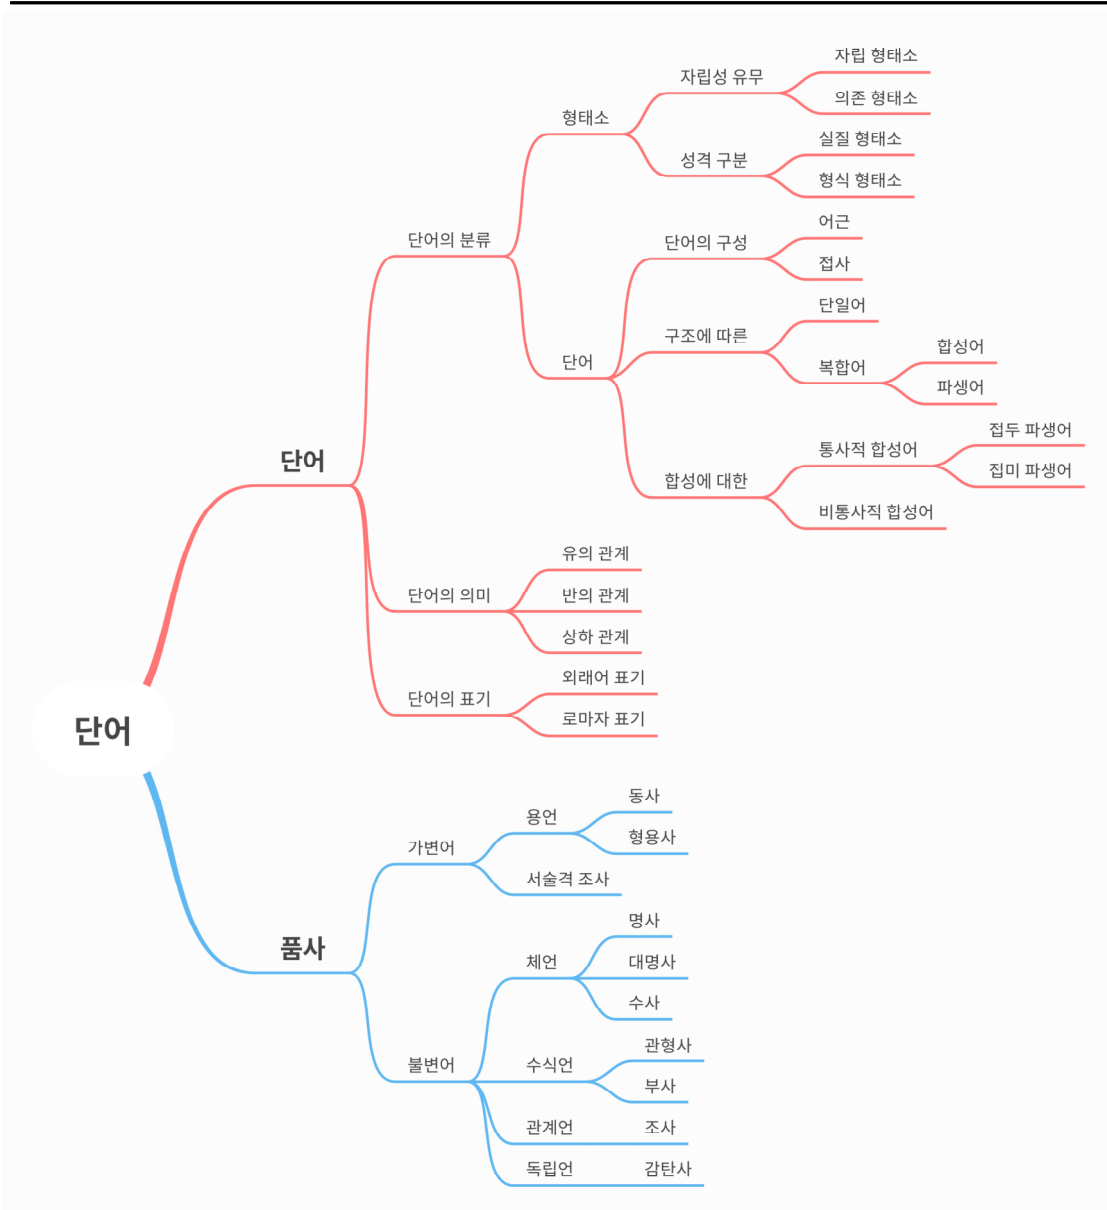 자립 형태소
자립성 유무
의존 형태소
형태소
실질 형태소
성격 구분
형식 형태소
어근
단어의 분류
단어의 구성
접사
단일어
구조에 따른
합성어
단어
복합어
파생어
접두 파생어
통사적 합성어
단어
합성에 대한
접미 파생어
비통사적 합성어
유의 관계
단어의 의미
반의 관계
상하 관계
외래어 표기
단어의 표기
로마자 표기
단어
동사
용언
가변어
형용사
서술격 조사
명사
품사
체언
대명사
수사
관형사
불변어
수식언
부사
관계언
조사
독립언
감탄사